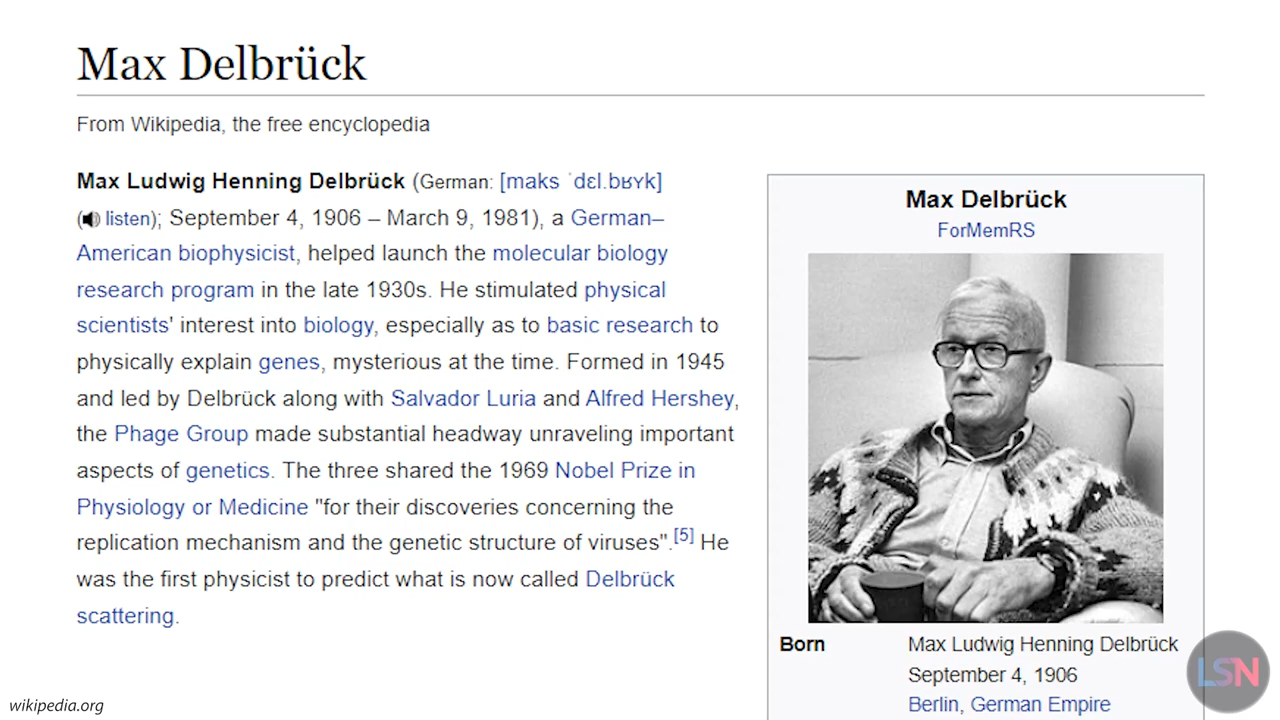 Max Delbrück
From Wikipedia, the free encyclopedia
Max Ludwig Henning Delbrück (German: [maks ˈdɛl.bʁʏk]
( listen); September 4, 1906 – March 9, 1981), a German–
American biophysicist, helped launch the molecular biology
research program in the late 1930s. He stimulated physical
scientists' interest into biology, especially as to basic research to
physically explain genes, mysterious at the time. Formed in 1945
and led by Delbrück along with Salvador Luria and Alfred Hershey,
the Phage Group made substantial headway unraveling important
aspects of genetics. The three shared the 1969 Nobel Prize in
Physiology or Medicine "for their discoveries concerning the
replication mechanism and the genetic structure of viruses".[5] He
was the first physicist to predict what is now called Delbrück
scattering.
Max Delbrück
ForMemRS
Born Max Ludwig Henning Delbrück
September 4, 1906
Berlin, German Empire
LSN
wikipedia.org